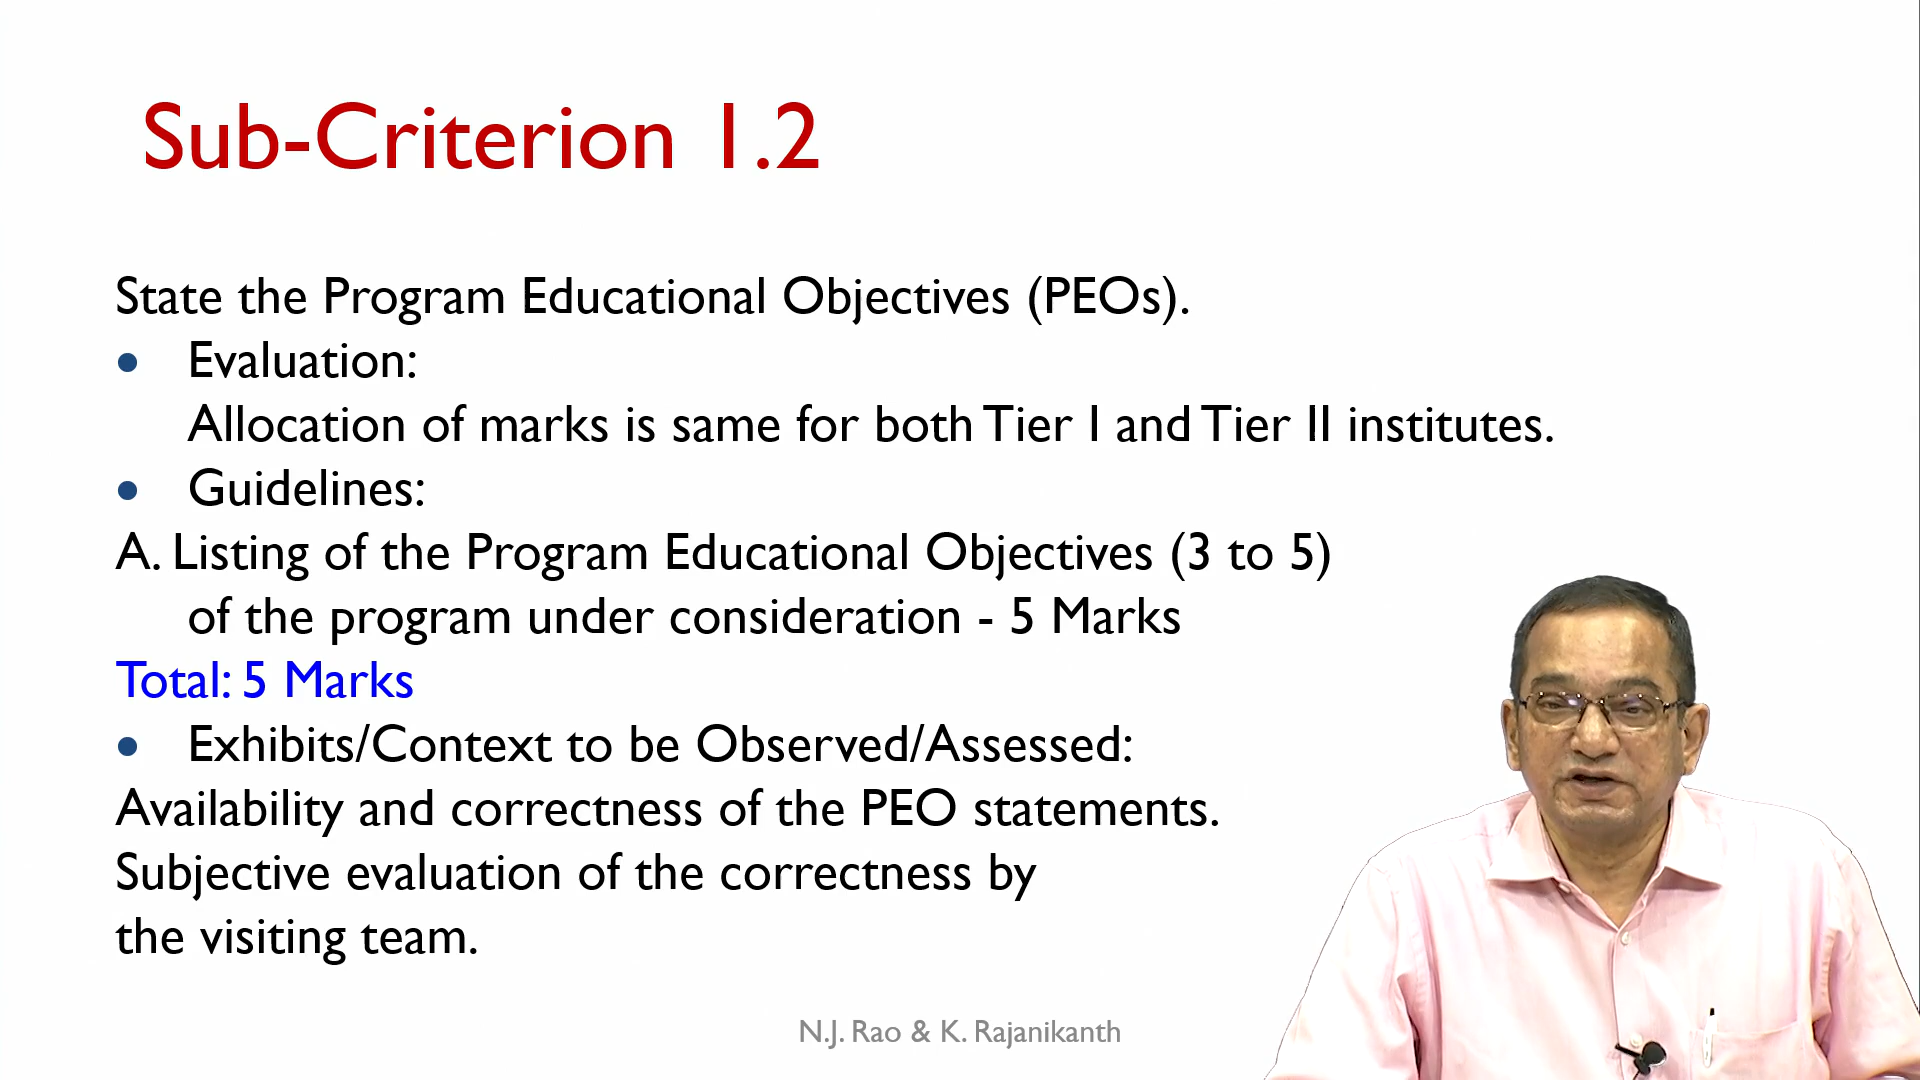 Sub-Criterion 1.2
State the Program Educational Objectives (PEOs).
• Evaluation:
Allocation of marks is same for both Tier I and Tier II institutes.
• Guidelines:
A. Listing of the Program Educational Objectives (3 to 5)
of the program under consideration - 5 Marks
Total: 5 Marks
• Exhibits/Context to be Observed/Assessed:
Availability and correctness of the PEO statements.
Subjective evaluation of the correctness by
the visiting team.
N.J. Rao & K. Rajanikanth